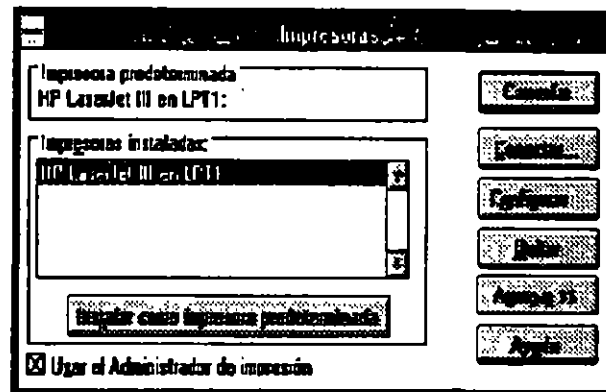 Impresoras
Impresora predeterminada
HP LaserJet III en LPT1:
Cancelar
Impresoras instaladas:
HP LaserJet III en LPT1
Conectar...
Configurar
Quitar
Agregar >>
Instalar como impresora predeterminada
Ayuda
Usar el Administrador de impresión